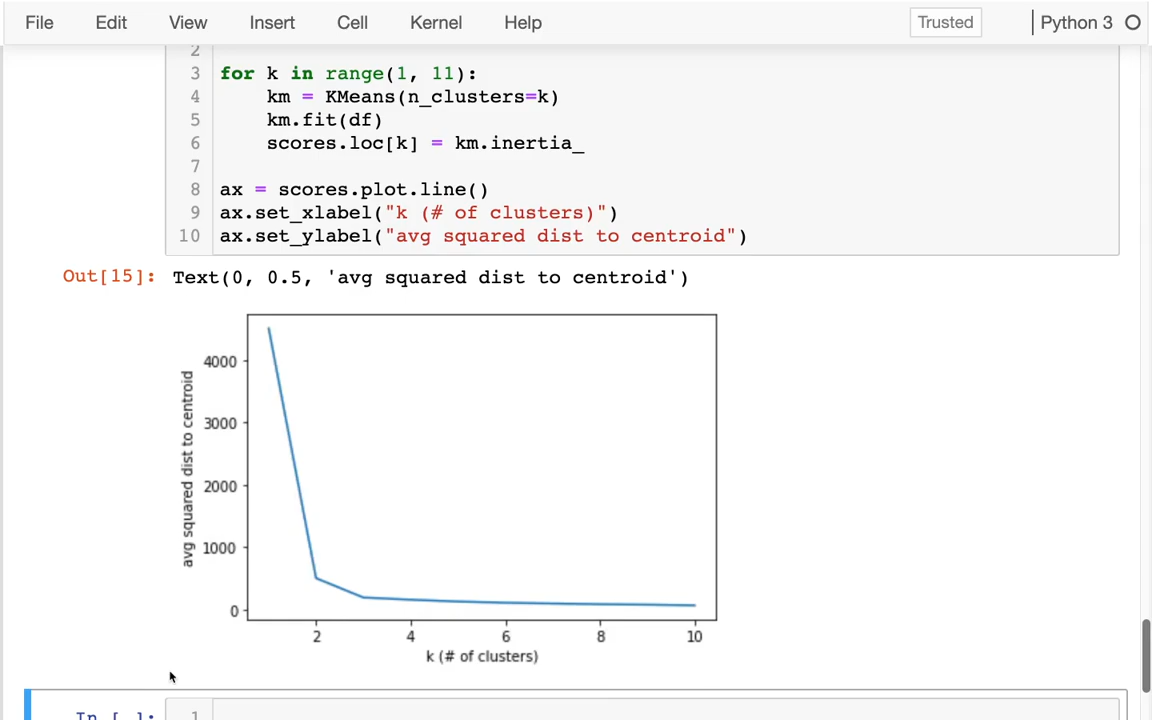 File Edit View Insert Cell Kernel Help Trusted Python 3
2
3 for k in range(1, 11):
4 km = KMeans(n_clusters=k)
5 km.fit(df)
6 scores.loc[k] = km.inertia_
7
8 ax = scores.plot.line()
9 ax.set_xlabel("k (# of clusters)")
10 ax.set_ylabel("avg squared dist to centroid")
Out[15]: Text(0, 0.5, 'avg squared dist to centroid')
avg squared dist to centroid
4000
3000
2000
1000
0
2 4 6 8 10
k (# of clusters)
In [ ]: 1